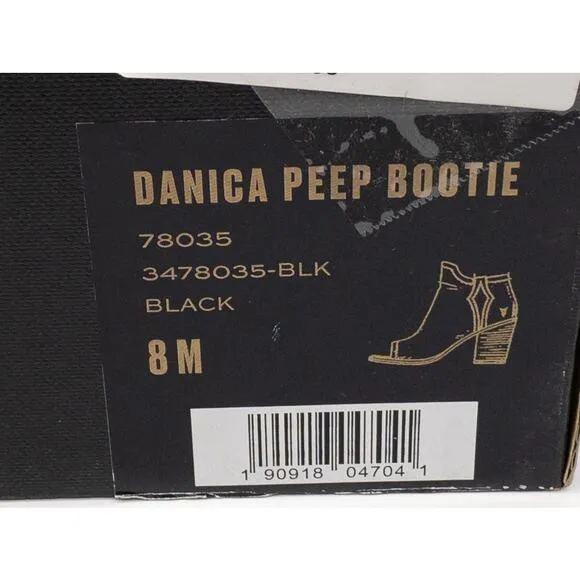 DANICA PEEP BOOTIE
78035
3478035-BLK
BLACK
8 M
1 90918 04704 1